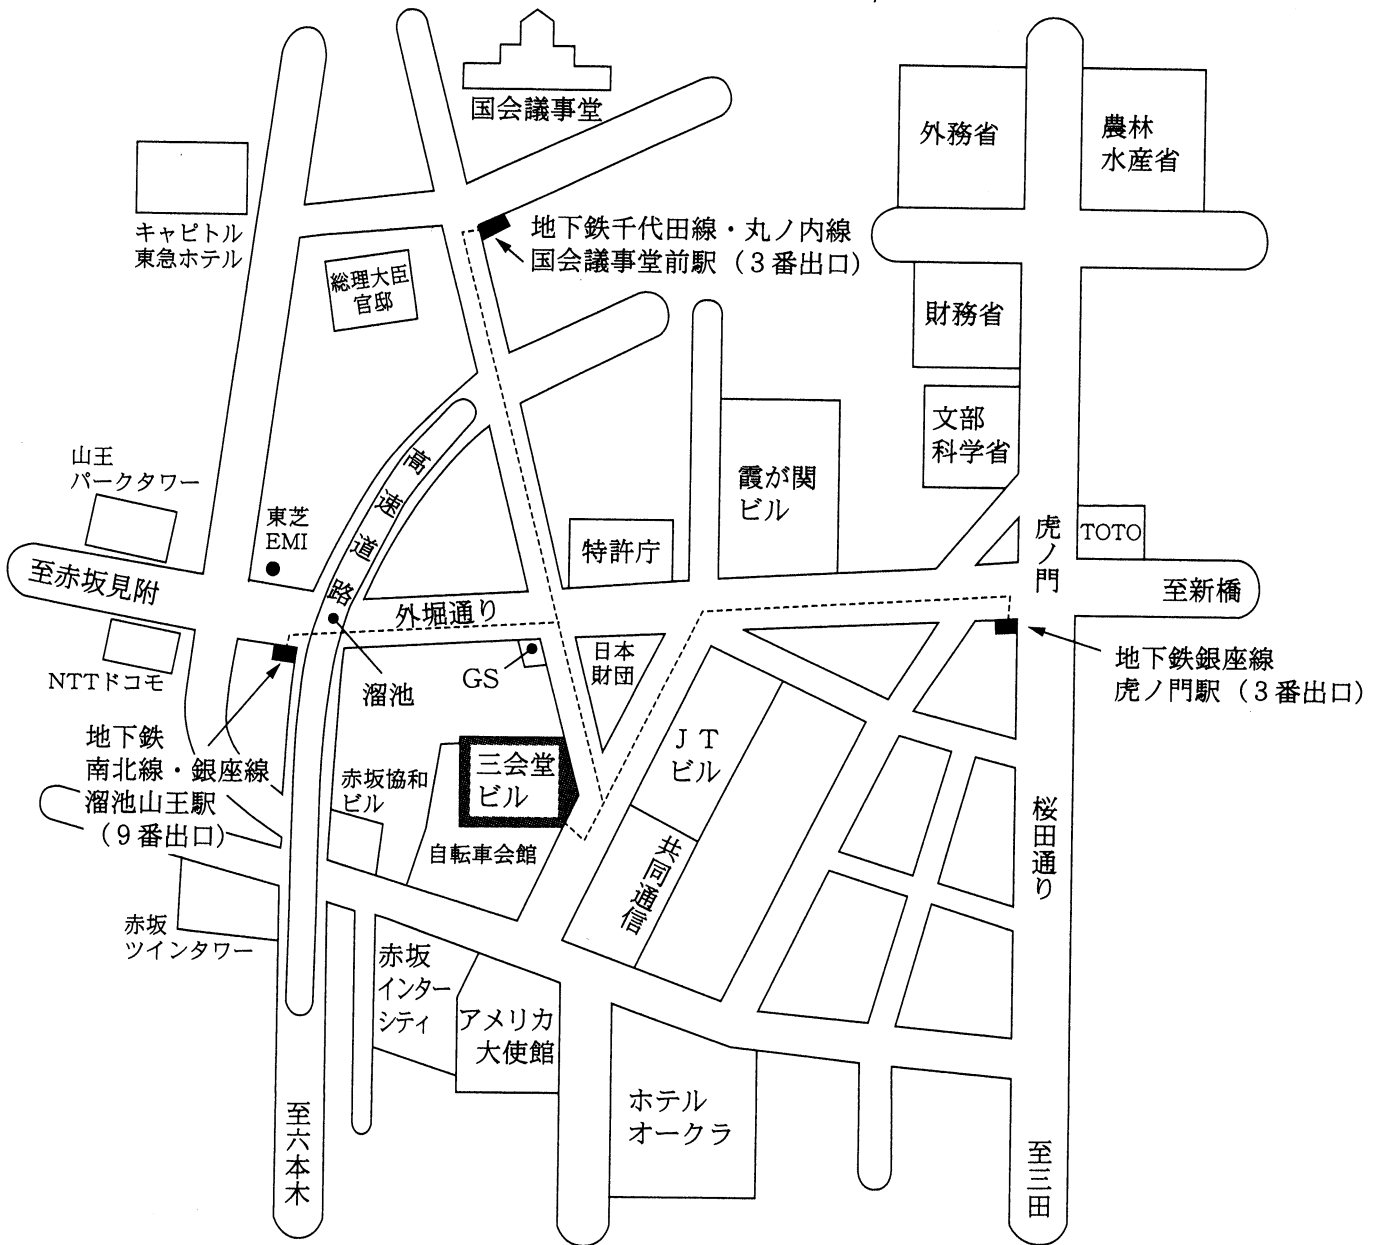 国会議事堂
外務省
農林
水産省
キャピトル
東急ホテル
地下鉄千代田線・丸ノ内線
国会議事堂前駅(3番出口)
総理大臣
官邸
財務省
文部
科学省
霞が関
ビル
高速道路
山王
パークタワー
東芝
EMI
特許庁
虎ノ門
TOTO
至赤坂見附
外堀通り
至新橋
NTTドコモ
溜池
GS
日本
財団
地下鉄銀座線
虎ノ門駅(3番出口)
地下鉄
南北線・銀座線
溜池山王駅
(9番出口)
赤坂協和
ビル
三会堂
ビル
JT
ビル
自転車会館
共同通信
桜田通り
赤坂
ツインタワー
赤坂
インター
シティ
アメリカ
大使館
ホテル
オークラ
至六本木
至三田